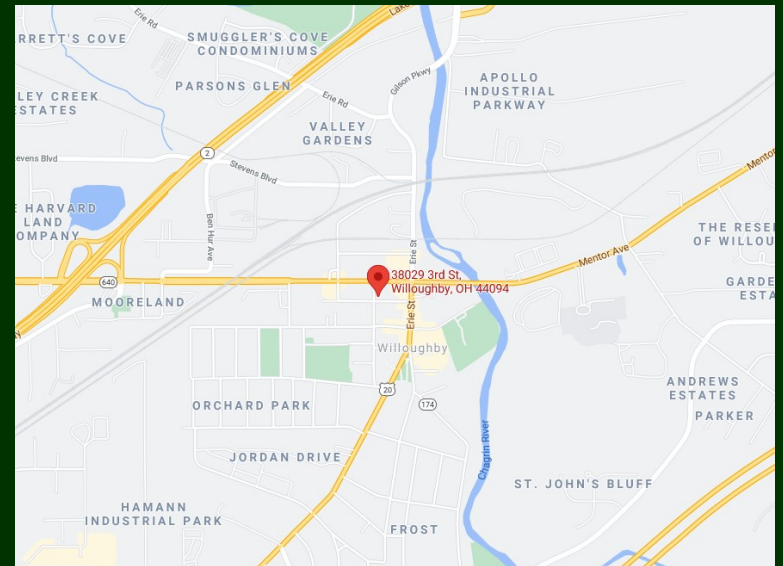 Lake
Erie Rd
RRETT'S COVE
SMUGGLER'S COVE
CONDOMINIUMS
PARSONS GLEN
Gilson Pkwy
APOLLO
INDUSTRIAL
PARKWAY
LEY CREEK
ESTATES
Erie Rd
VALLEY
GARDENS
2
evens Blvd
Stevens Blvd
Mentor
E HARVARD
LAND
OMPANY
Ben Hur Ave
Erie St
THE RESE
OF WILLOU
Mentor Ave
640
38029 3rd St,
Willoughby, OH 44094
GARDE
ESTA
MOORELAND
Erie St
Willoughby
20
174
ANDREWS
ESTATES
PARKER
ORCHARD PARK
Chagrin River
JORDAN DRIVE
ST. JOHN'S BLUFF
HAMANN
INDUSTRIAL PARK
FROST